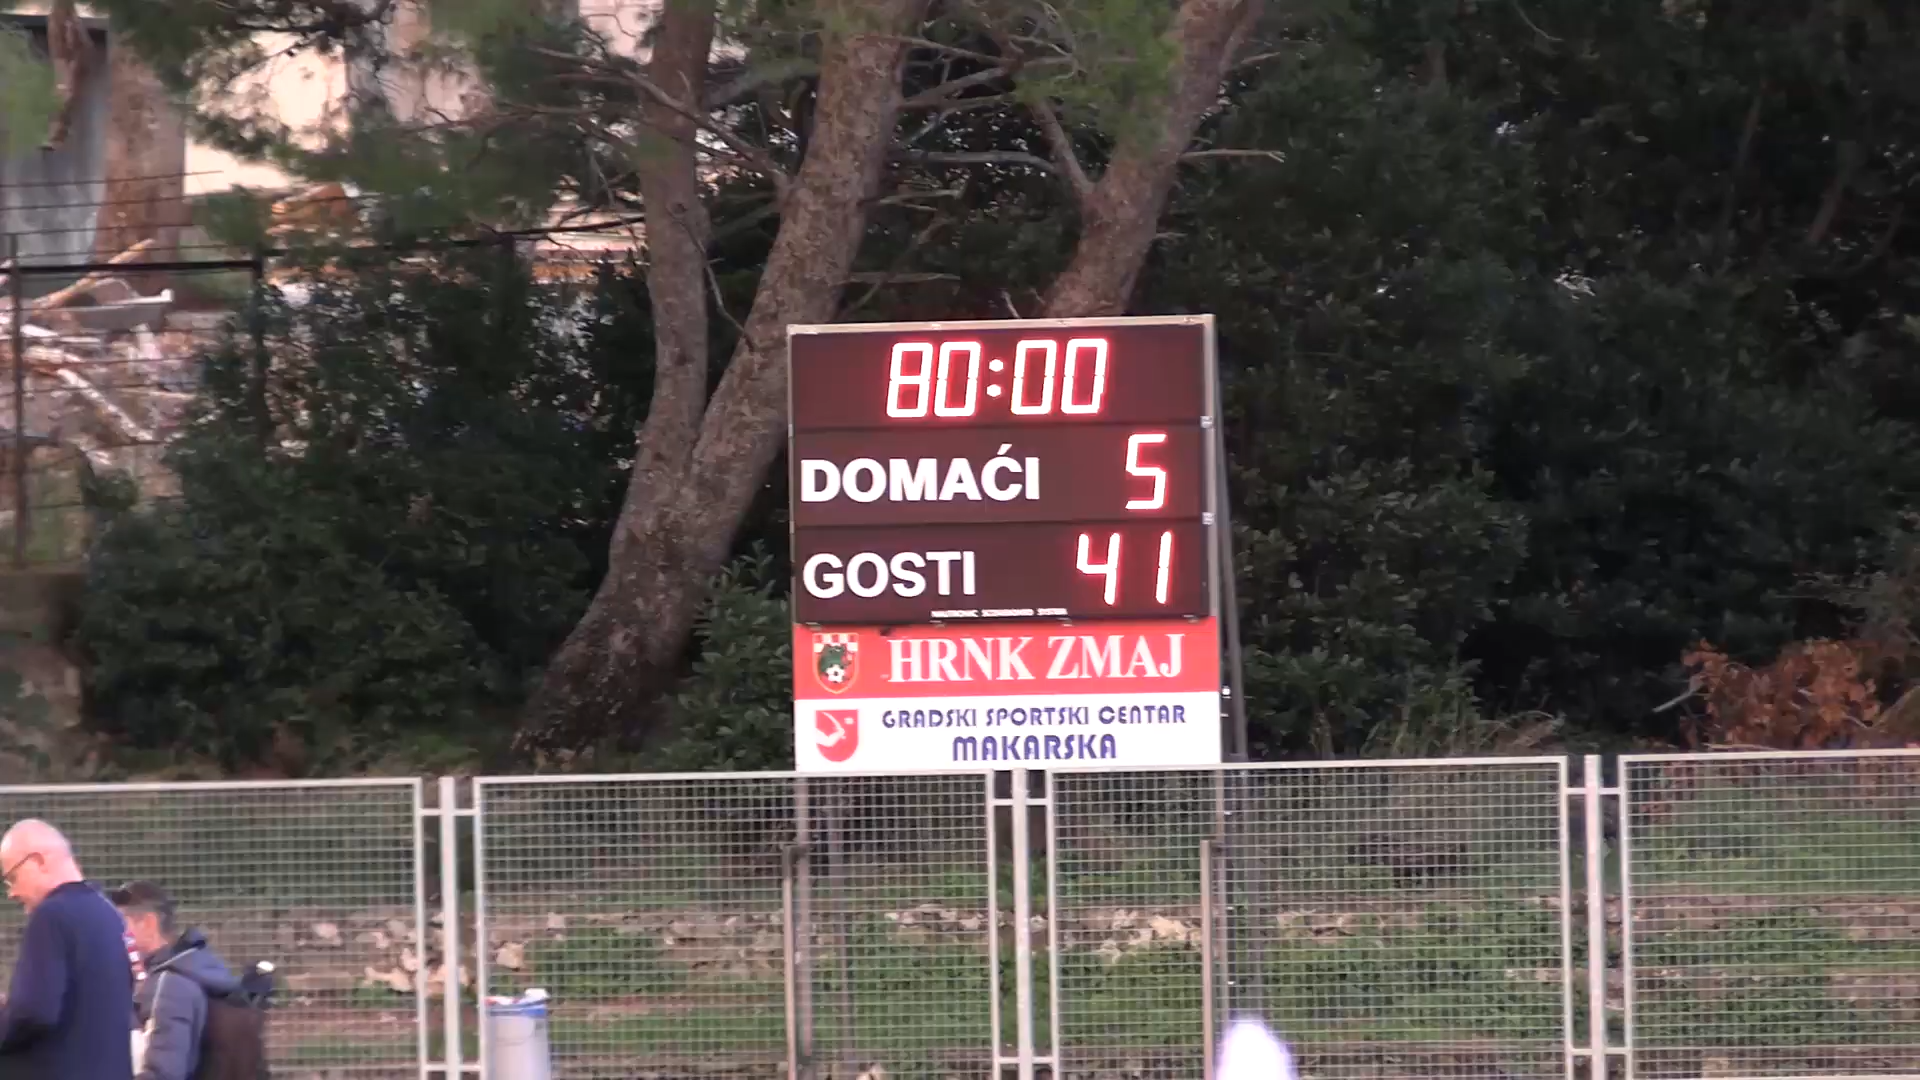 80:00
DOMAĆI 5
GOSTI 41
HRNK ZMAJ
GRADSKI SPORTSKI CENTAR
MAKARSKA